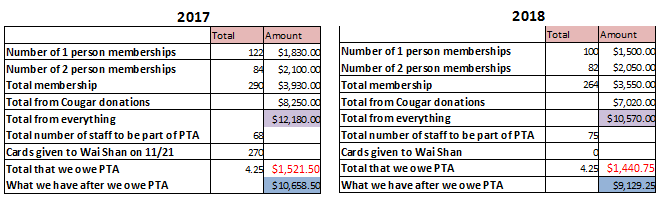 2017
Total Amount
Number of 1 person memberships 122 $1,830.00
Number of 2 person memberships 84 $2,100.00
Total membership 290 $3,930.00
Total from Cougar donations $8,250.00
Total from everything $12,180.00
Total number of staff to be part of PTA 68
Cards given to Wai Shan on 11/21 270
Total that we owe PTA 4.25 $1,521.50
What we have after we owe PTA $10,658.50
2018
Total Amount
Number of 1 person memberships 100 $1,500.00
Number of 2 person memberships 82 $2,050.00
Total membership 264 $3,550.00
Total from Cougar donations $7,020.00
Total from everything $10,570.00
Total number of staff to be part of PTA 75
Cards given to Wai Shan 0
Total that we owe PTA 4.25 $1,440.75
What we have after we owe PTA $9,129.25